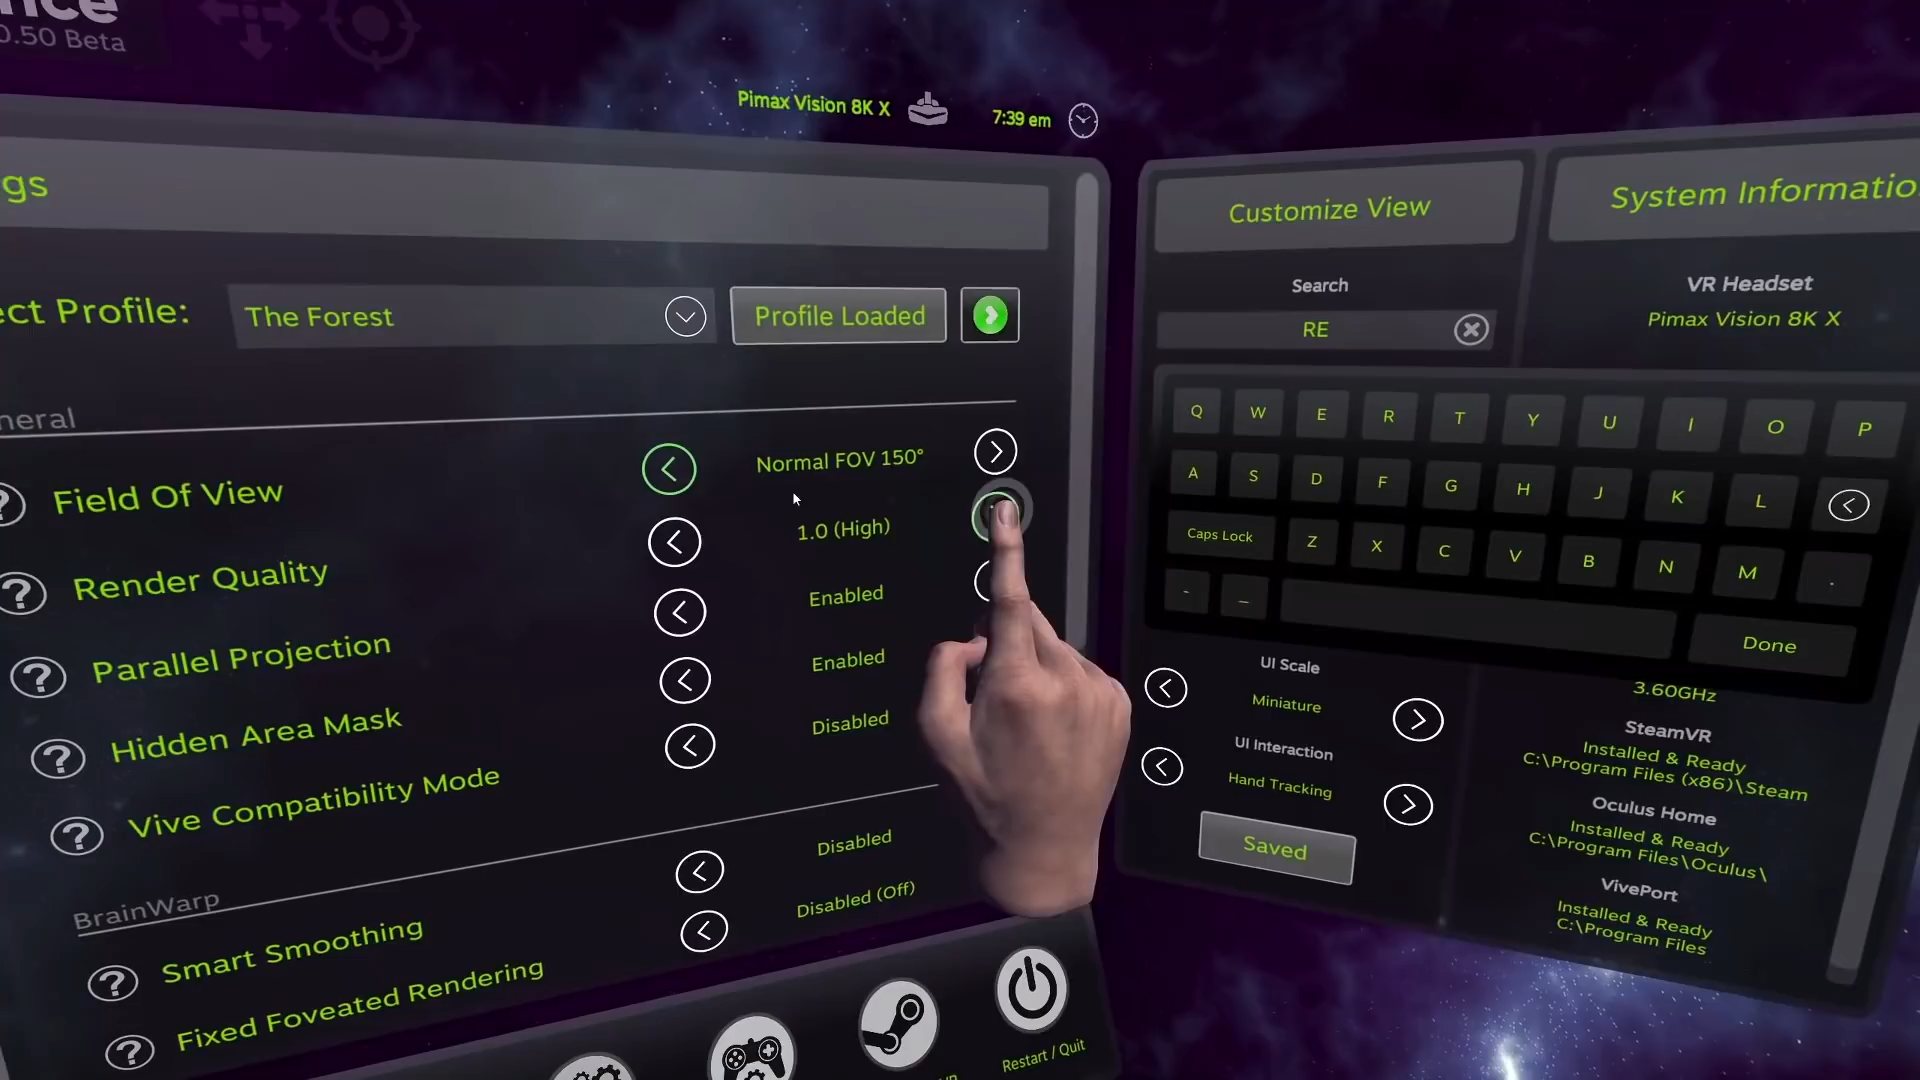 nce
0.50 Beta
Pimax Vision 8K X
7:39 em
gs
ect Profile:
The Forest
Profile Loaded
neral
Field Of View
Normal FOV 150°
Render Quality
1.0 (High)
Parallel Projection
Enabled
Hidden Area Mask
Enabled
Vive Compatibility Mode
Disabled
BrainWarp
Smart Smoothing
Disabled
Fixed Foveated Rendering
Disabled (Off)
Restart / Quit
Customize View
Search
RE
Q W E R T Y U I O P
A S D F G H J K L
Caps Lock Z X C V B N M .
- _
Done
UI Scale
Miniature
UI Interaction
Hand Tracking
Saved
System Informatio
VR Headset
Pimax Vision 8K X
3.60GHz
SteamVR
Installed & Ready
C:\Program Files (x86)\Steam
Oculus Home
Installed & Ready
C:\Program Files\Oculus\
VivePort
Installed & Ready
C:\Program Files